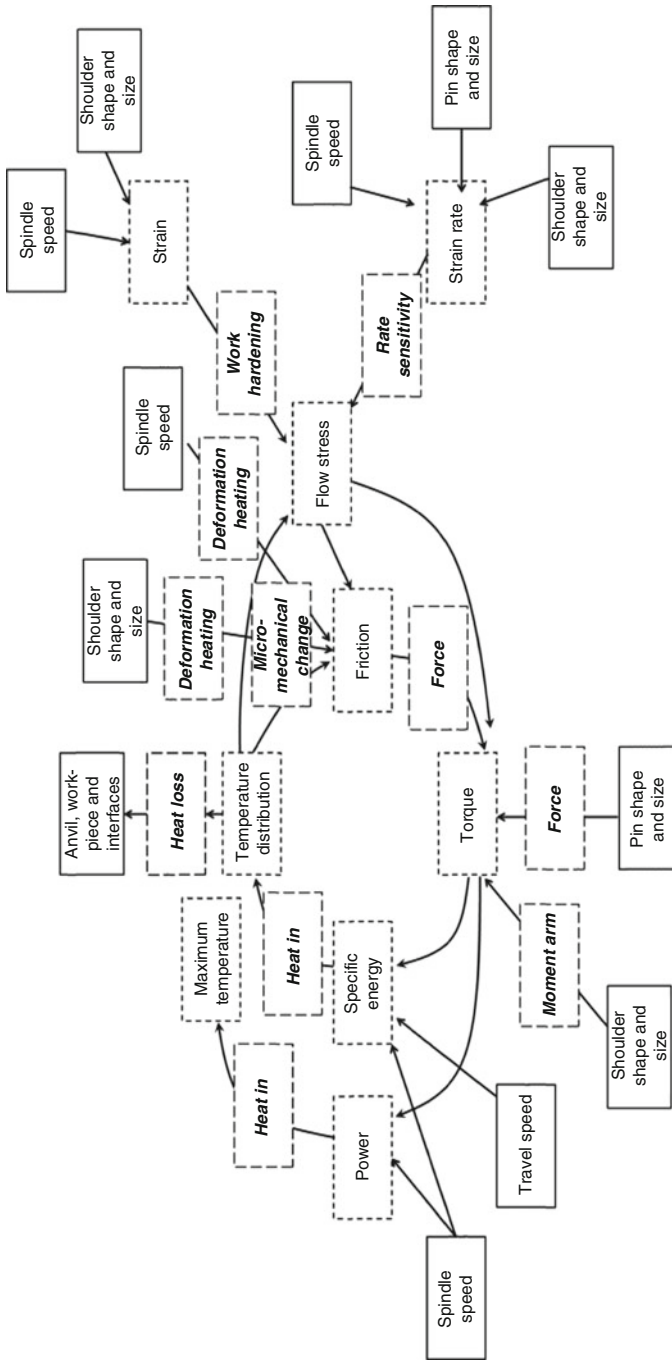 Spindle
speed
Shoulder
shape and
size
Strain
Work
hardening
Spindle
speed
Pin shape
and size
Shoulder
shape and
size
Strain rate
Rate
sensitivity
Flow stress
Spindle
speed
Deformation
heating
Shoulder
shape and
size
Deformation
heating
Micro-
mechanical
change
Friction
Force
Anvil, work-
piece and
interfaces
Heat loss
Temperature
distribution
Maximum
temperature
Heat in
Heat in
Specific
energy
Power
Torque
Force
Pin shape
and size
Moment arm
Shoulder
shape and
size
Travel speed
Spindle
speed